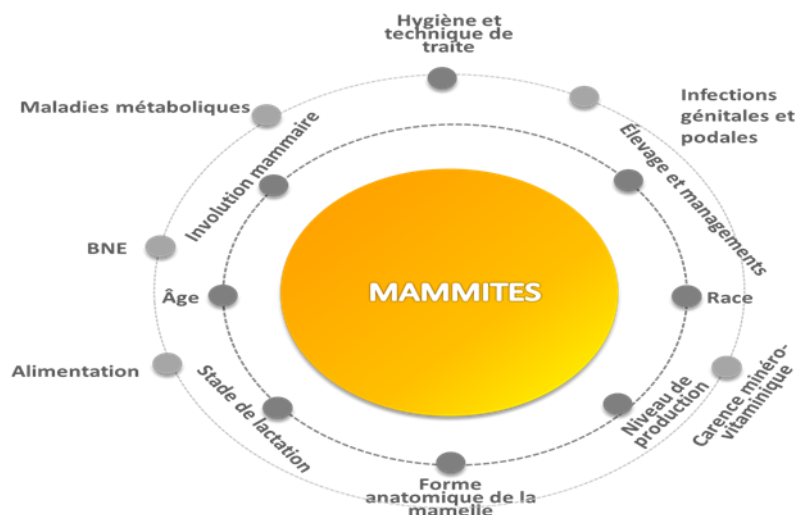 Hygiène et
technique de
traite
Maladies métaboliques
Infections
génitales et
podales
Involution mammaire
Élevage et managements
BNE
MAMMITES
Âge
Race
Alimentation
Stade de lactation
Niveau de
production
Carence minéro-
vitaminique
Forme
anatomique de la
mamelle